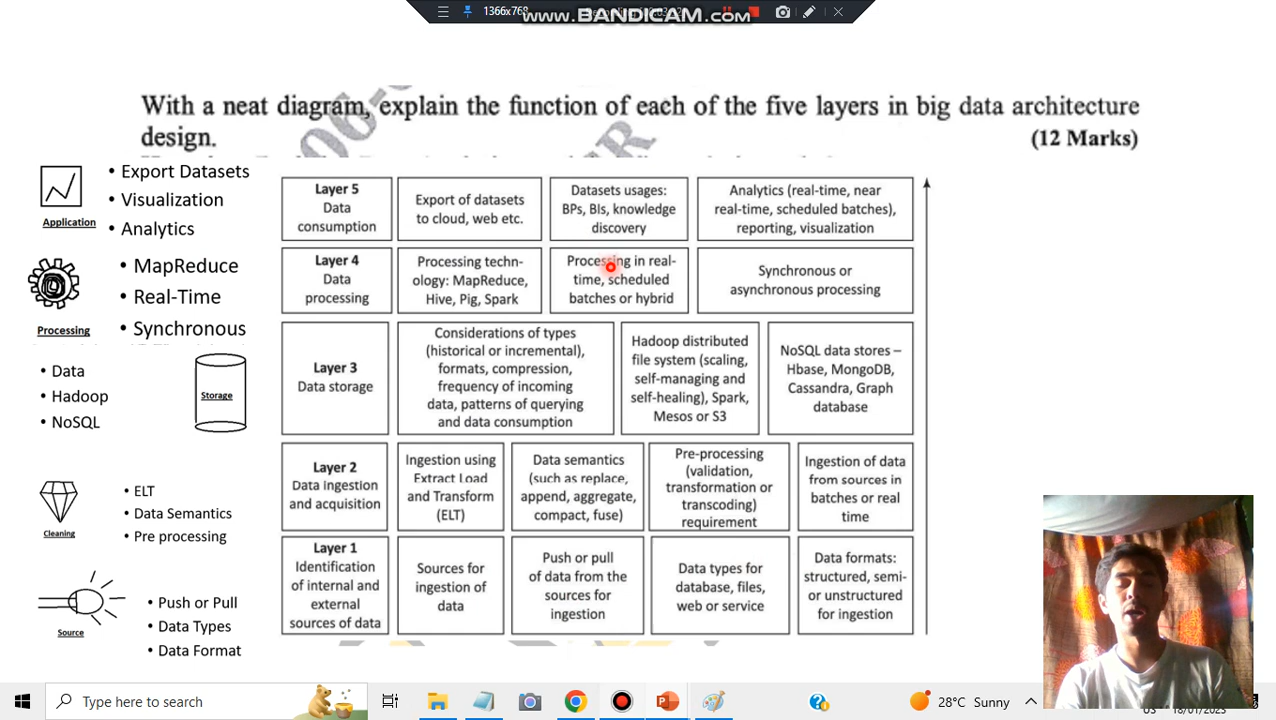 1366x768
www.BANDICAM.com
With a neat diagram, explain the function of each of the five layers in big data architecture
design.
(12 Marks)
Application
• Export Datasets
• Visualization
• Analytics
Processing
• MapReduce
• Real-Time
• Synchronous
• Data
• Hadoop
• NoSQL
Storage
Cleaning
• ELT
• Data Semantics
• Pre processing
Source
• Push or Pull
• Data Types
• Data Format
Layer 5
Data
consumption
Export of datasets
to cloud, web etc.
Datasets usages:
BPs, BIs, knowledge
discovery
Analytics (real-time, near
real-time, scheduled batches),
reporting, visualization
Layer 4
Data
processing
Processing techn-
ology: MapReduce,
Hive, Pig, Spark
Processing in real-
time, scheduled
batches or hybrid
Synchronous or
asynchronous processing
Layer 3
Data storage
Considerations of types
(historical or incremental),
formats, compression,
frequency of incoming
data, patterns of querying
and data consumption
Hadoop distributed
file system (scaling,
self-managing and
self-healing), Spark,
Mesos or S3
NoSQL data stores –
Hbase, MongoDB,
Cassandra, Graph
database
Layer 2
Data ingestion
and acquisition
Ingestion using
Extract Load
and Transform
(ELT)
Data semantics
(such as replace,
append, aggregate,
compact, fuse)
Pre-processing
(validation,
transformation or
transcoding)
requirement
Ingestion of data
from sources in
batches or real
time
Layer 1
Identification
of internal and
external
sources of data
Sources for
ingestion of
data
Push or pull
of data from the
sources for
ingestion
Data types for
database, files,
web or service
Data formats:
structured, semi-
or unstructured
for ingestion
Type here to search
28°C Sunny
18/01/2023